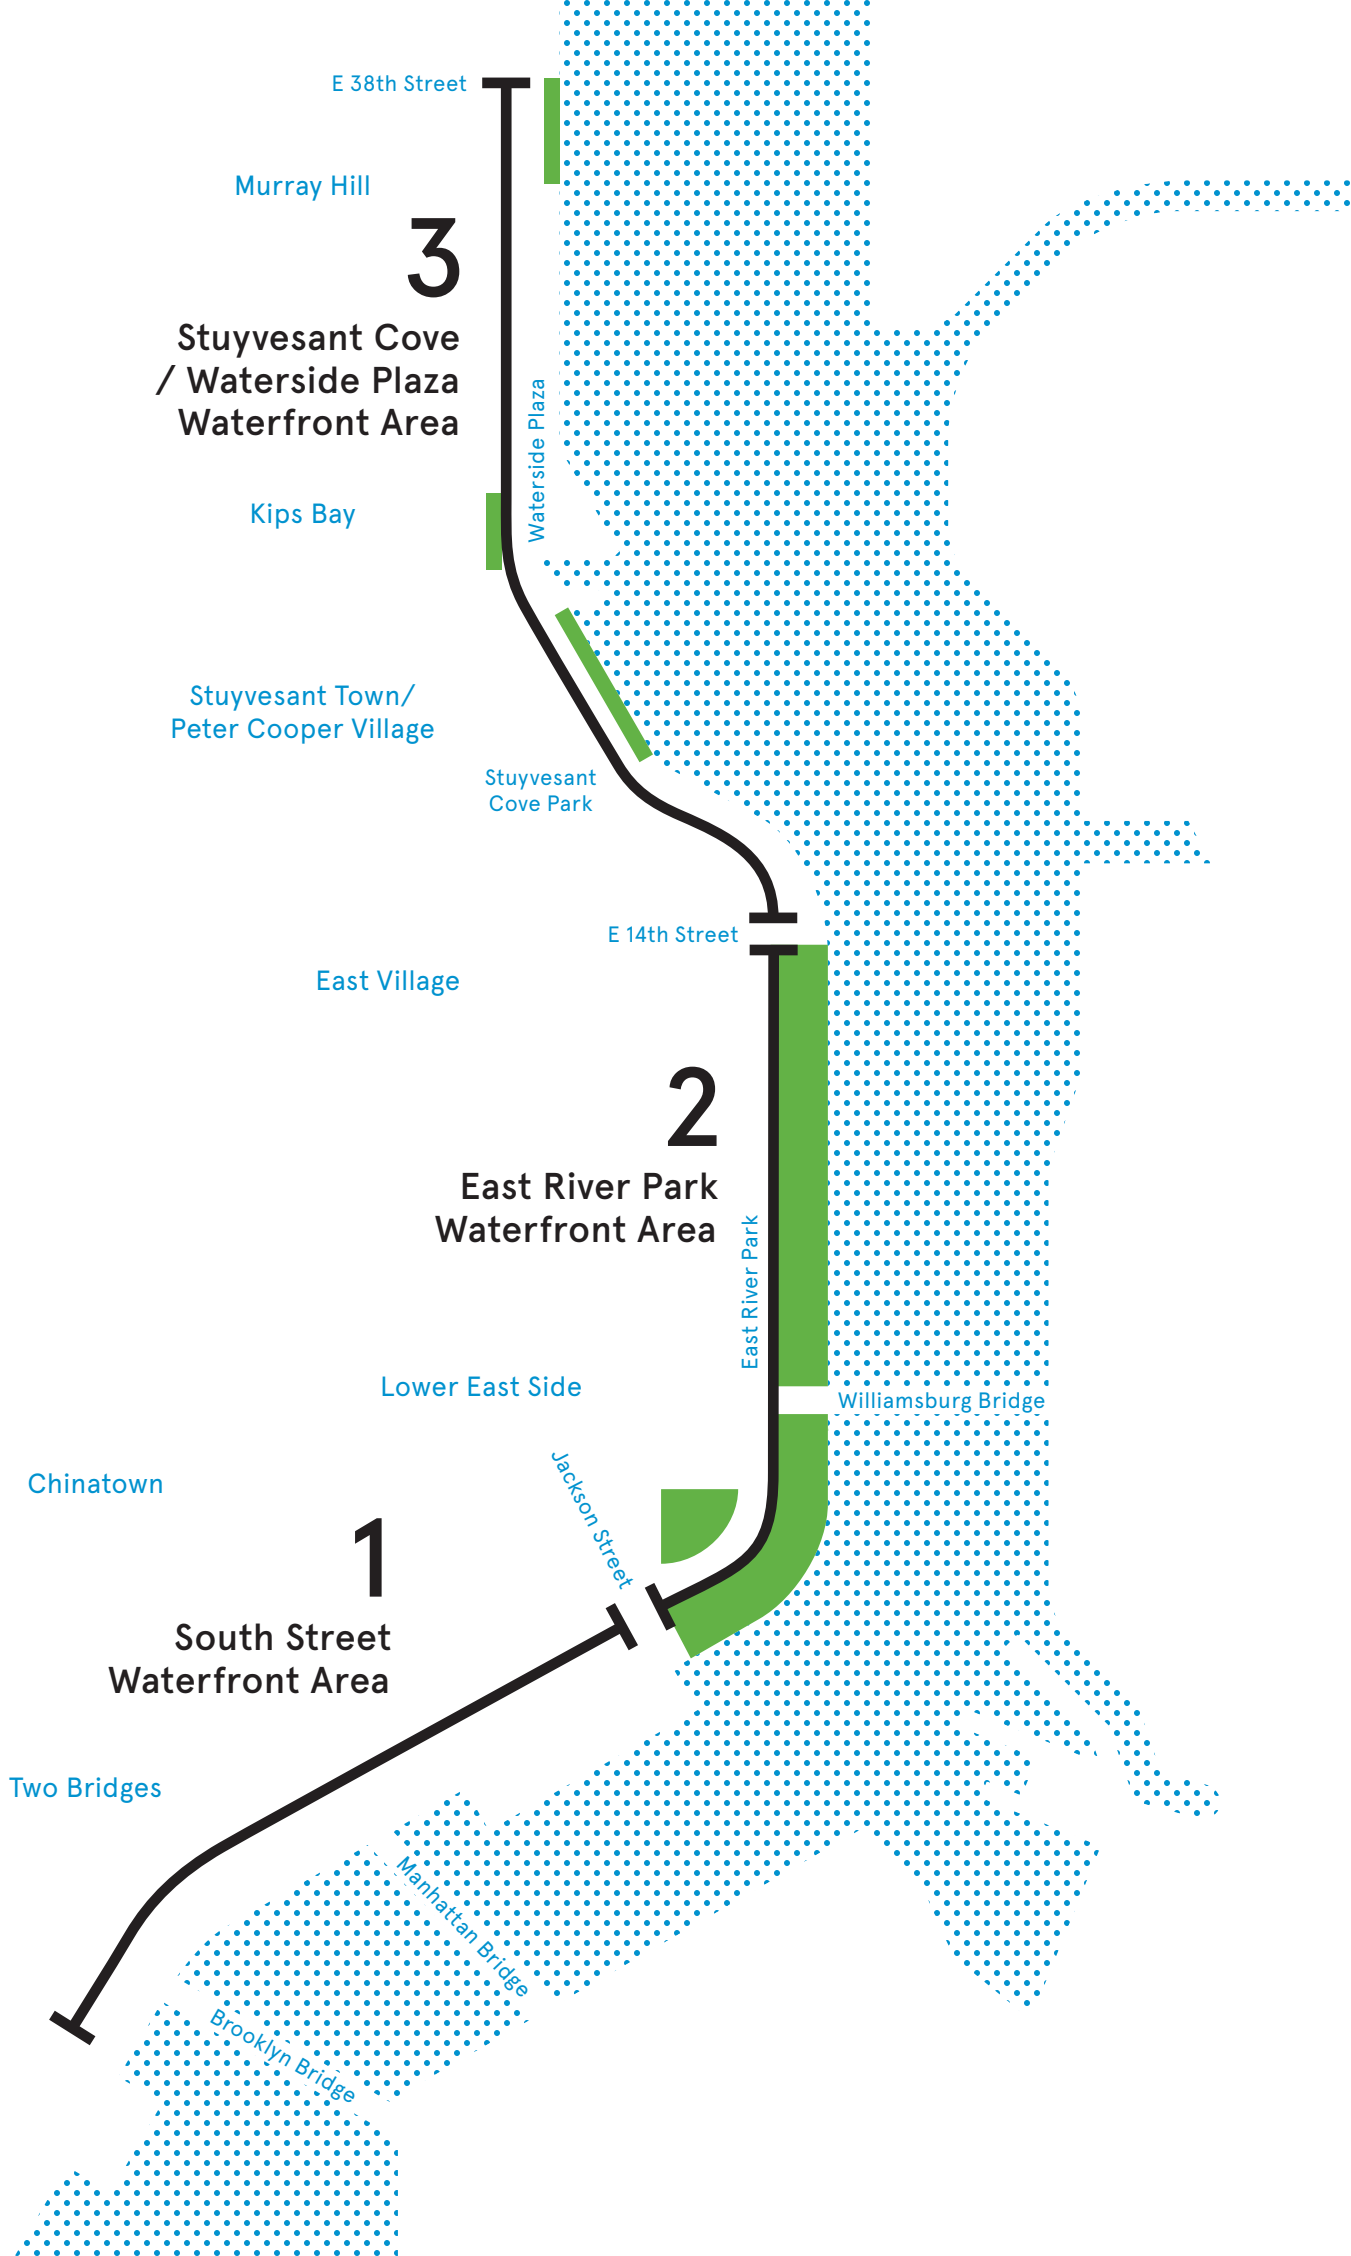 E 38th Street
Murray Hill
3
Stuyvesant Cove
/ Waterside Plaza
Waterfront Area
Waterside Plaza
Kips Bay
Stuyvesant Town/
Peter Cooper Village
Stuyvesant
Cove Park
E 14th Street
East Village
2
East River Park
Waterfront Area
East River Park
Lower East Side
Williamsburg Bridge
Jackson Street
Chinatown
1
South Street
Waterfront Area
Two Bridges
Manhattan Bridge
Brooklyn Bridge